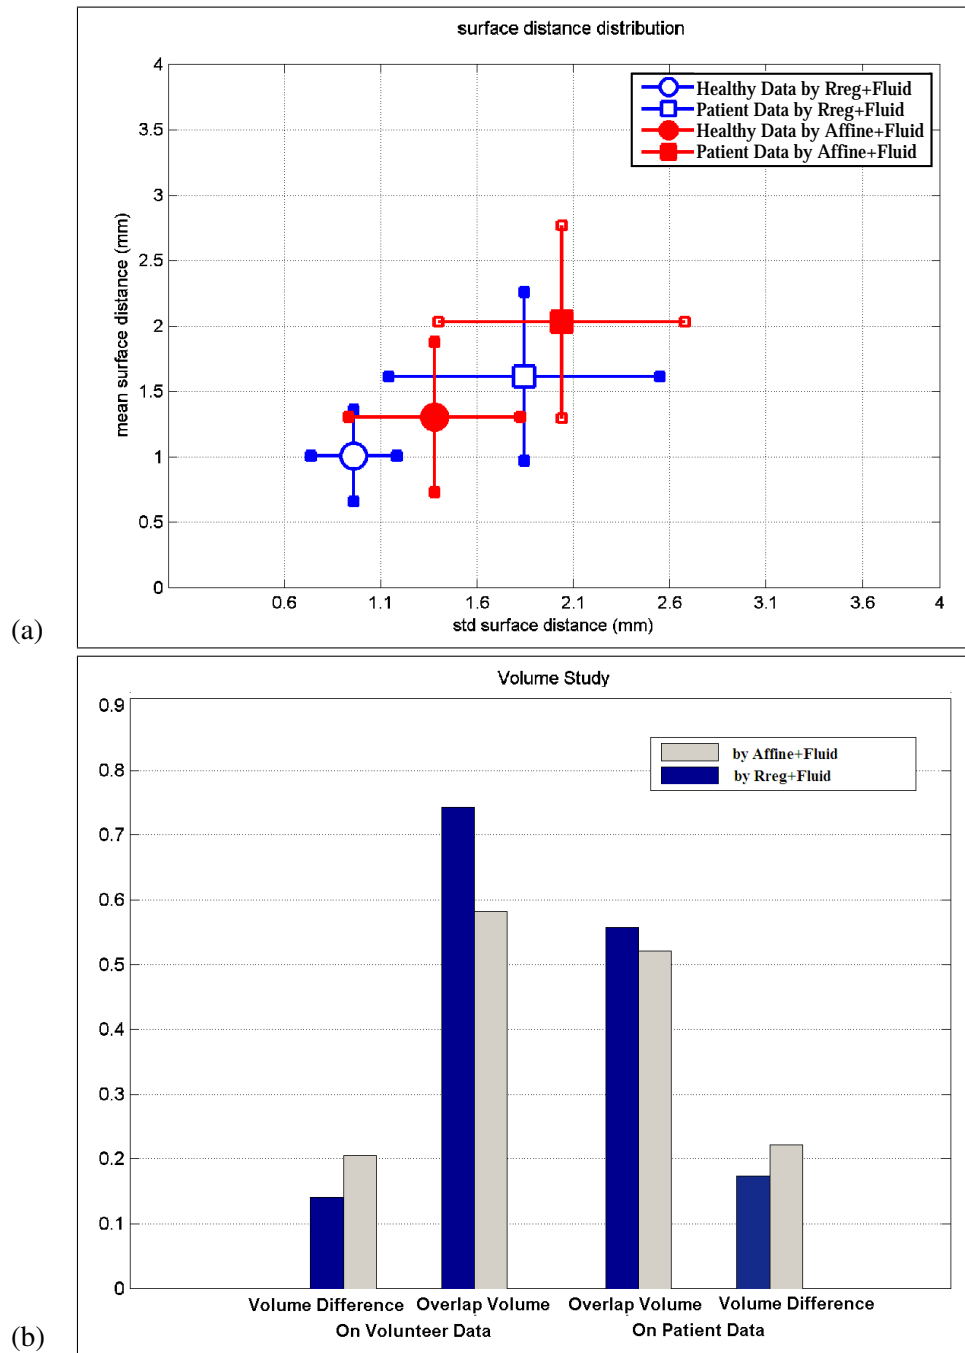 (a)
surface distance distribution
4
3.5
3
2.5
2
1.5
1
0.5
0
mean surface distance (mm)
Healthy Data by Rreg+Fluid
Patient Data by Rreg+Fluid
Healthy Data by Affine+Fluid
Patient Data by Affine+Fluid
0.6 1.1 1.6 2.1 2.6 3.1 3.6 4
std surface distance (mm)
(b)
Volume Study
0.9
0.8
0.7
0.6
0.5
0.4
0.3
0.2
0.1
0
by Affine+Fluid
by Rreg+Fluid
Volume Difference Overlap Volume Overlap Volume Volume Difference
On Volunteer Data On Patient Data